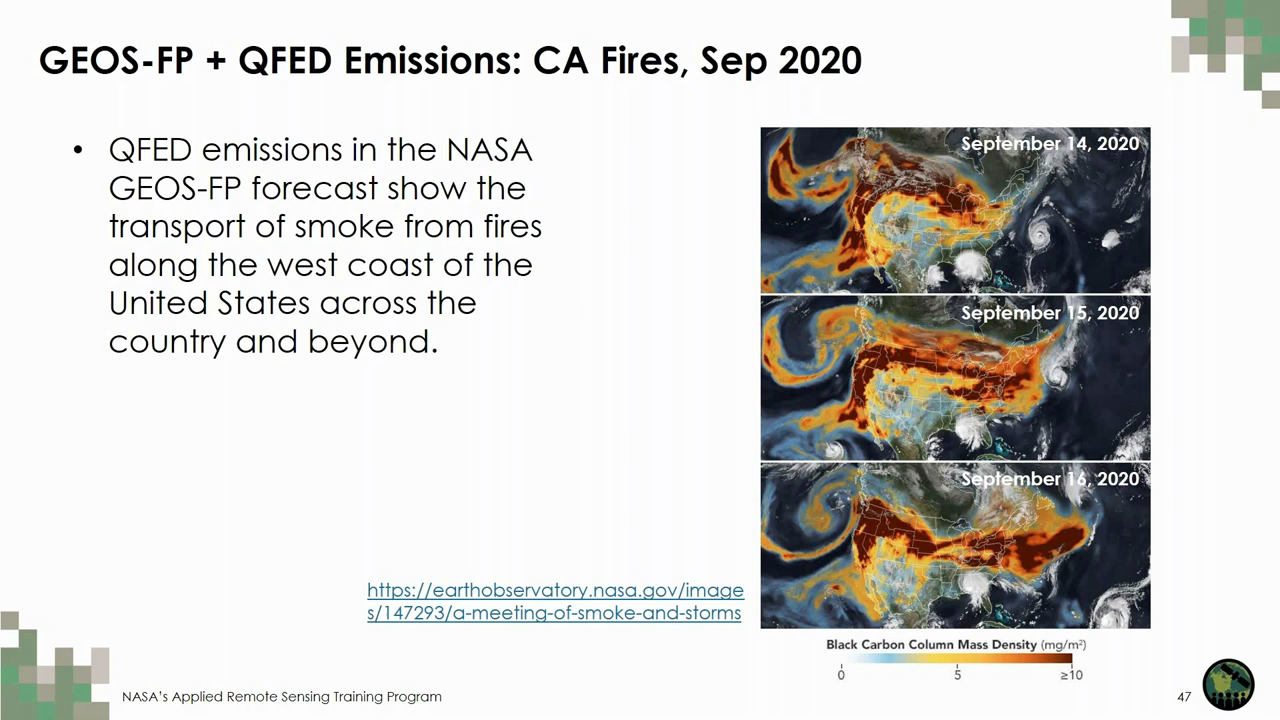 GEOS-FP + QFED Emissions: CA Fires, Sep 2020
• QFED emissions in the NASA
GEOS-FP forecast show the
transport of smoke from fires
along the west coast of the
United States across the
country and beyond.
September 14, 2020
September 15, 2020
September 16, 2020
https://earthobservatory.nasa.gov/image
s/147293/a-meeting-of-smoke-and-storms
Black Carbon Column Mass Density (mg/m²)
0 5 ≥10
NASA's Applied Remote Sensing Training Program
47